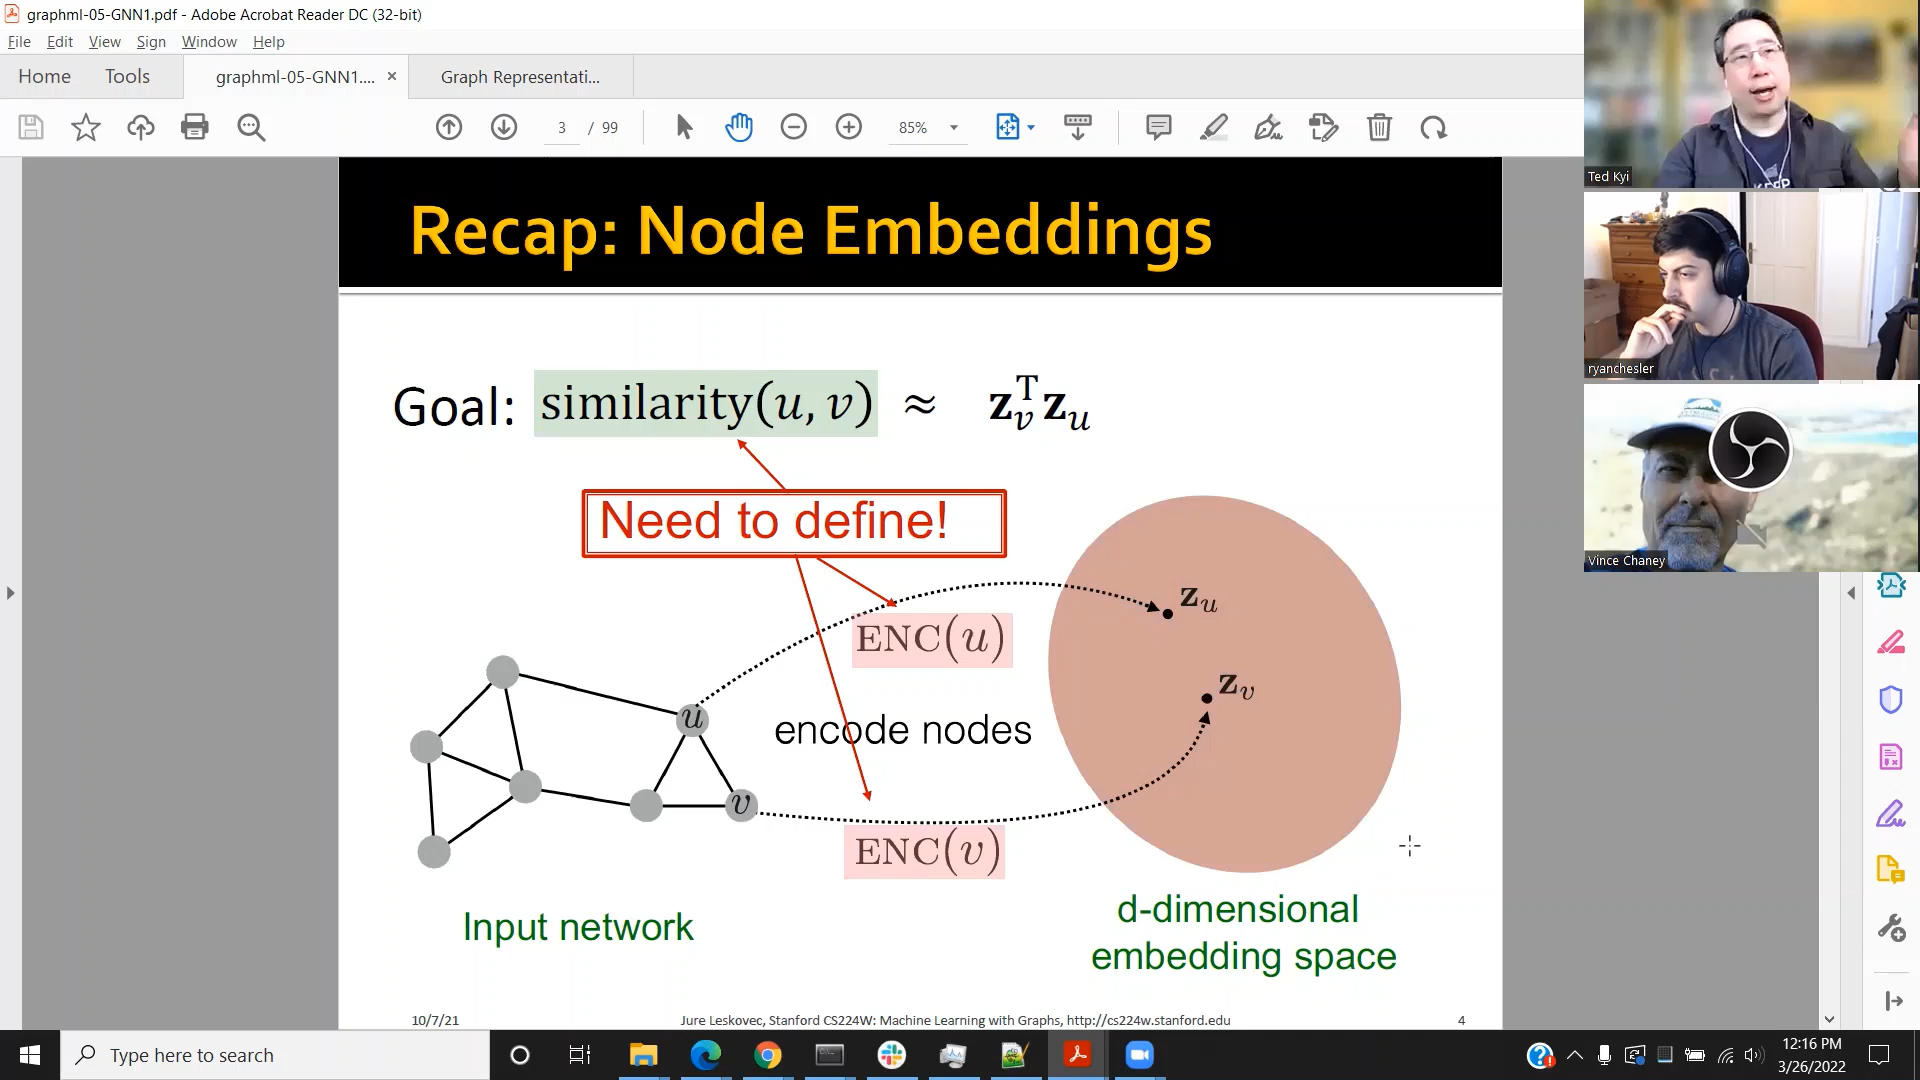 graphml-05-GNN1.pdf - Adobe Acrobat Reader DC (32-bit)
File Edit View Sign Window Help
Home Tools graphml-05-GNN1.... × Graph Representati...
3 / 99 85%
Recap: Node Embeddings
Goal: similarity(u, v) ≈ z_v^T z_u
Need to define!
z_u
ENC(u)
z_v
u
encode nodes
v
ENC(v)
Input network
d-dimensional
embedding space
10/7/21 Jure Leskovec, Stanford CS224W: Machine Learning with Graphs, http://cs224w.stanford.edu 4
Ted Kyi
ryanchesler
Vince Chaney
Type here to search
12:16 PM
3/26/2022